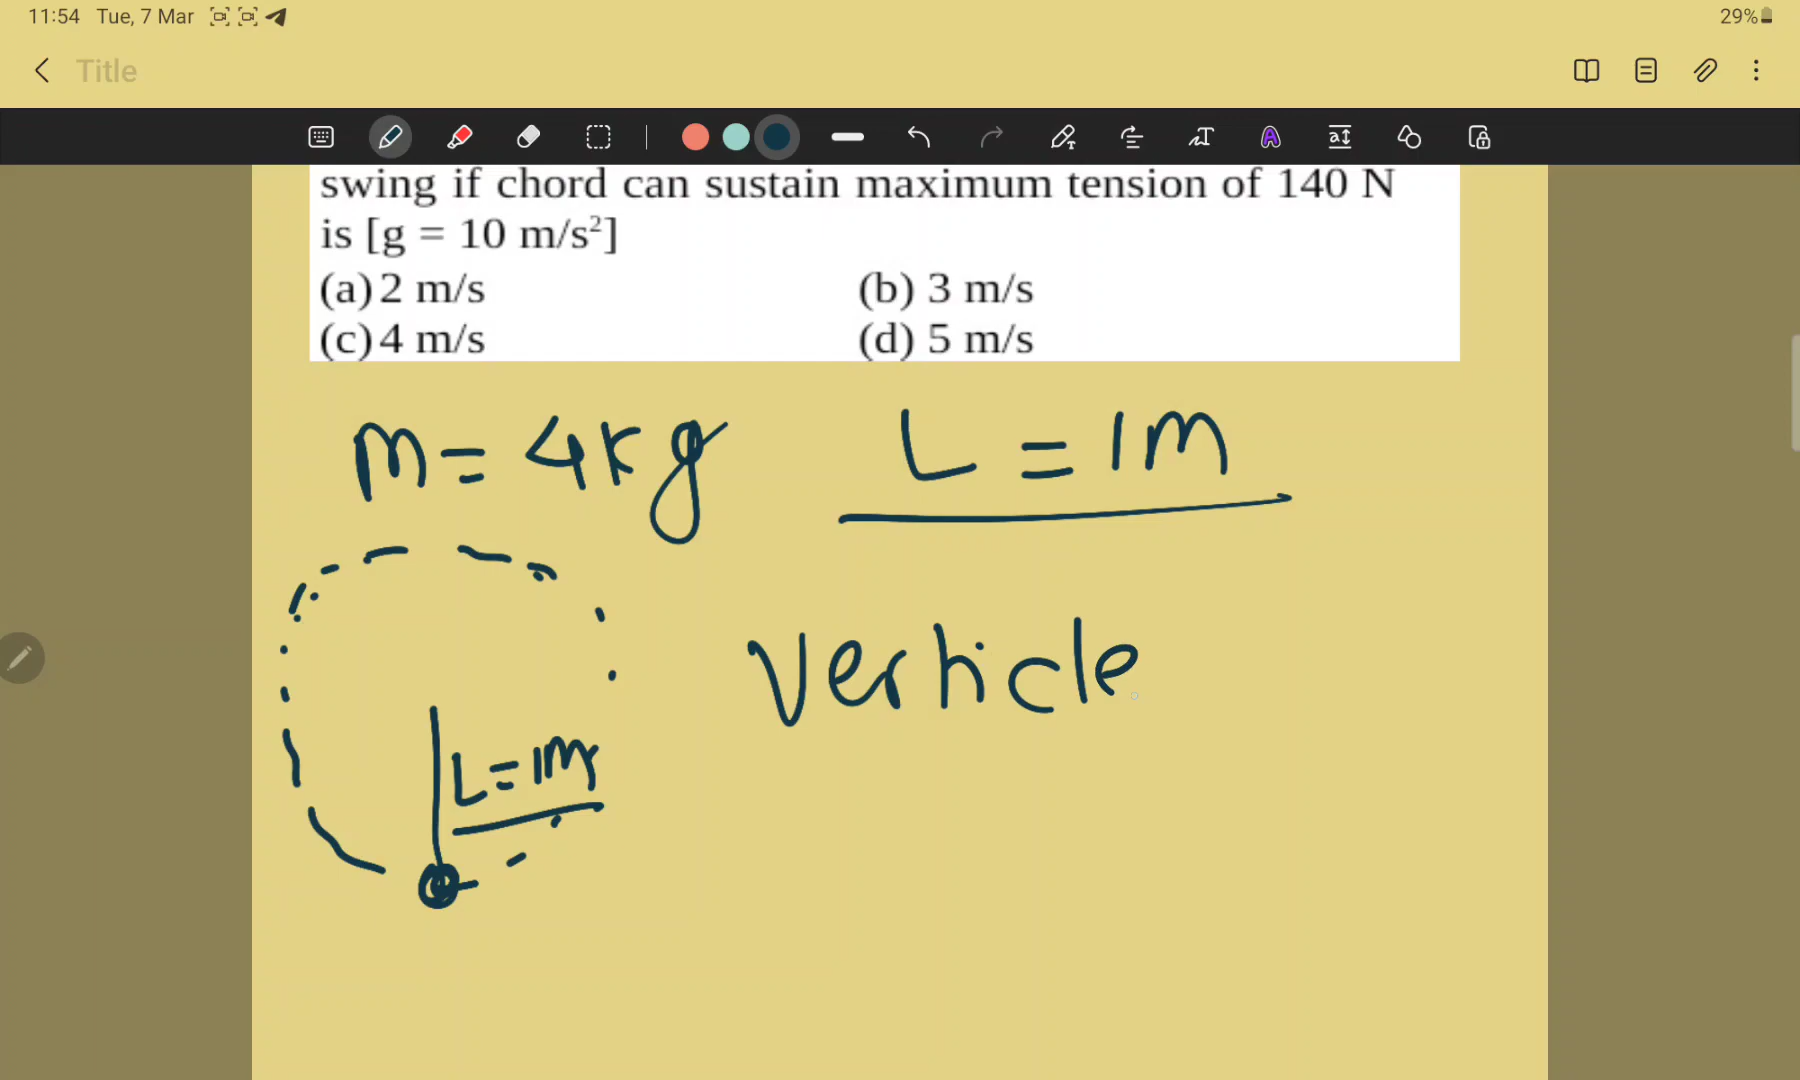 11:54 Tue, 7 Mar 29%
Title
swing if chord can sustain maximum tension of 140 N
is [g = 10 m/s²]
(a) 2 m/s (b) 3 m/s
(c) 4 m/s (d) 5 m/s
m = 4kg L = 1m
Verticle
L = 1m